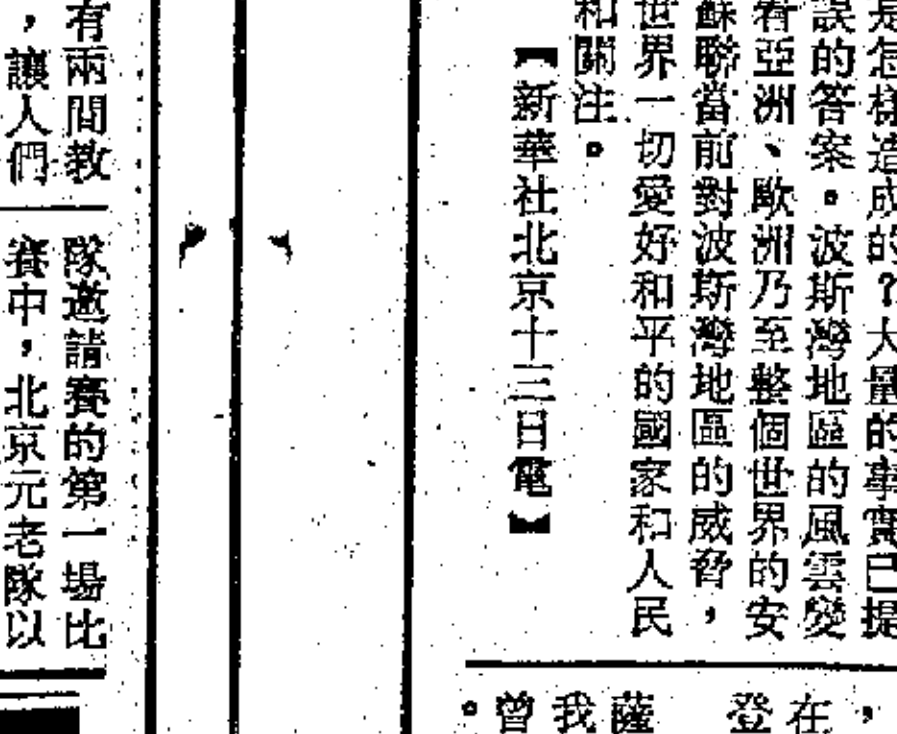 是怎樣造成的？大量的事實已提
誤的答案。波斯灣地區的風雲變
着亞洲、歐洲乃至整個世界的安
蘇聯當前對波斯灣地區的威脅，
世界一切愛好和平的國家和人民
和關注。
【新華社北京十三日電】
，在登
薩我曾。
有兩間教
，讓人們
隊邀請賽的第一場比
賽中，北京元老隊以